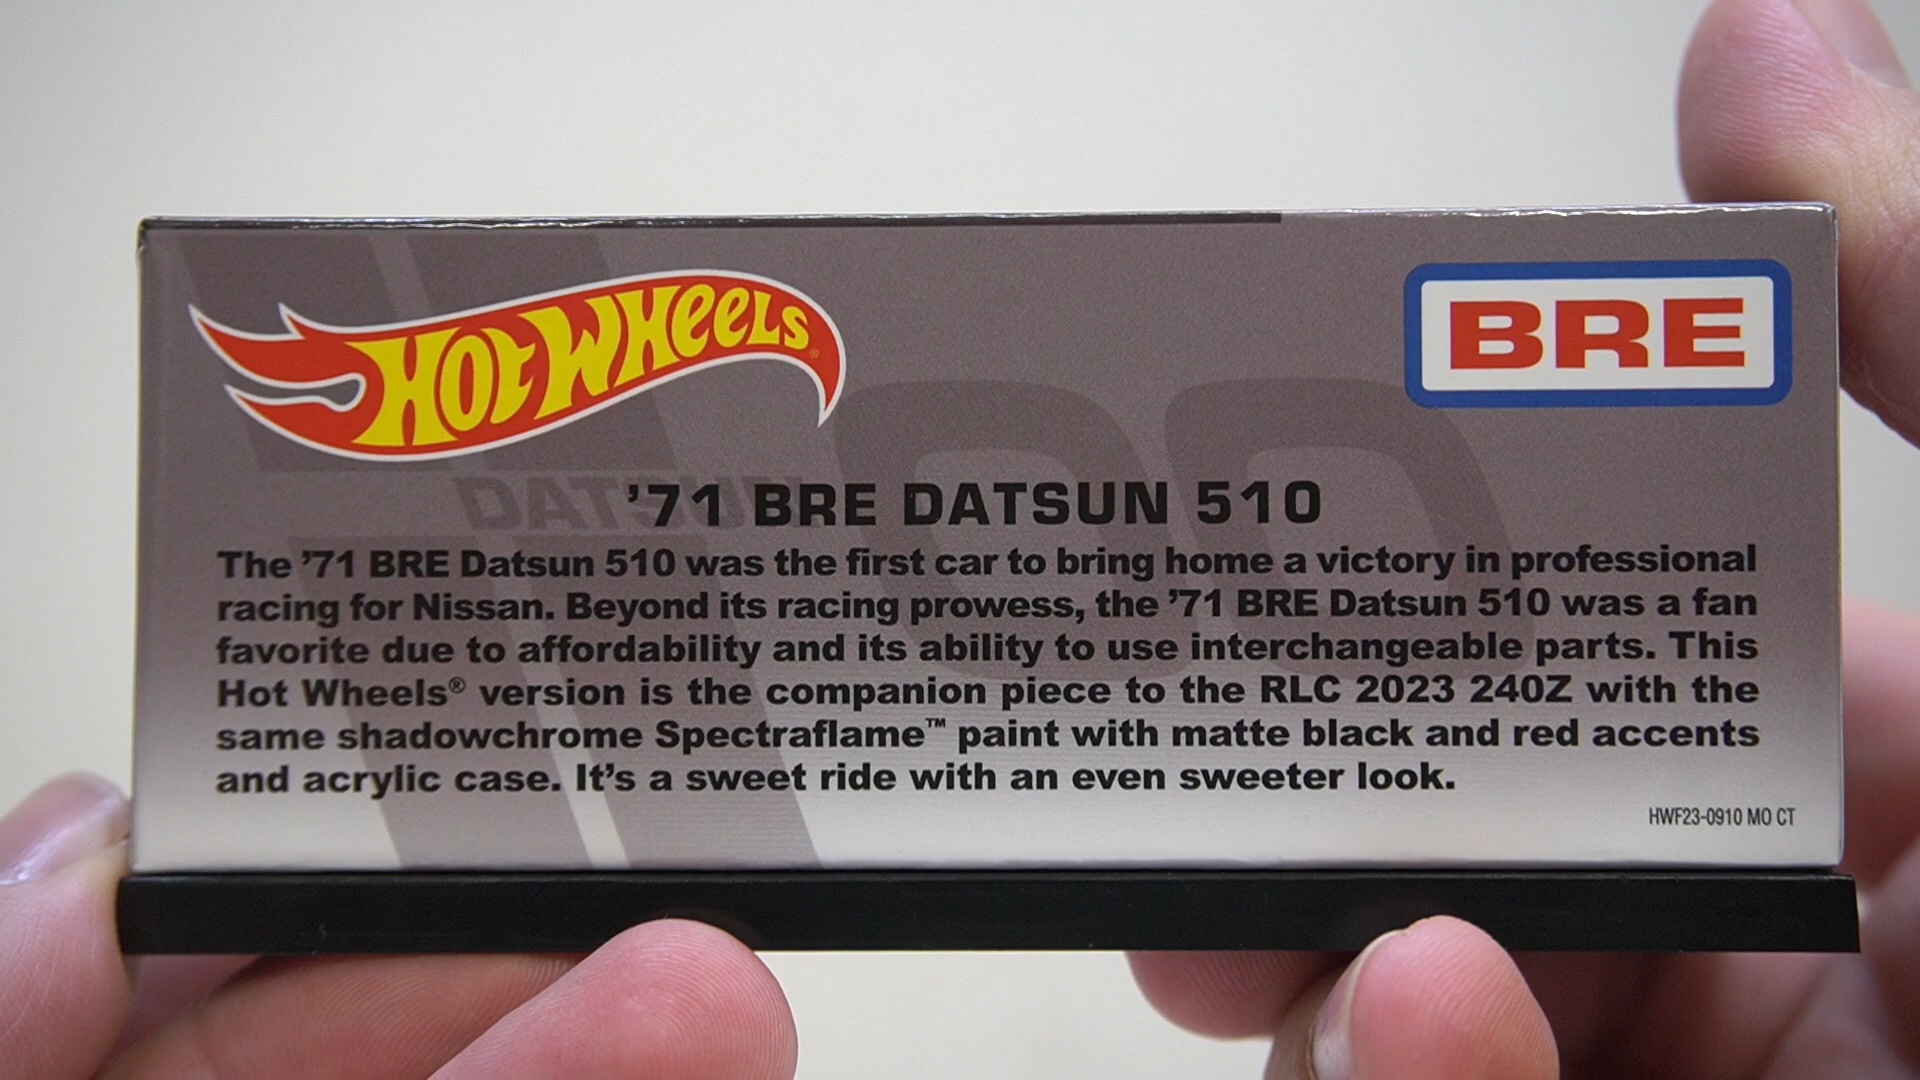 HOT WHEELS®
BRE
DATSUN
'71 BRE DATSUN 510
The '71 BRE Datsun 510 was the first car to bring home a victory in professional
racing for Nissan. Beyond its racing prowess, the '71 BRE Datsun 510 was a fan
favorite due to affordability and its ability to use interchangeable parts. This
Hot Wheels® version is the companion piece to the RLC 2023 240Z with the
same shadowchrome Spectraflame™ paint with matte black and red accents
and acrylic case. It's a sweet ride with an even sweeter look.
HWF23-0910 MO CT